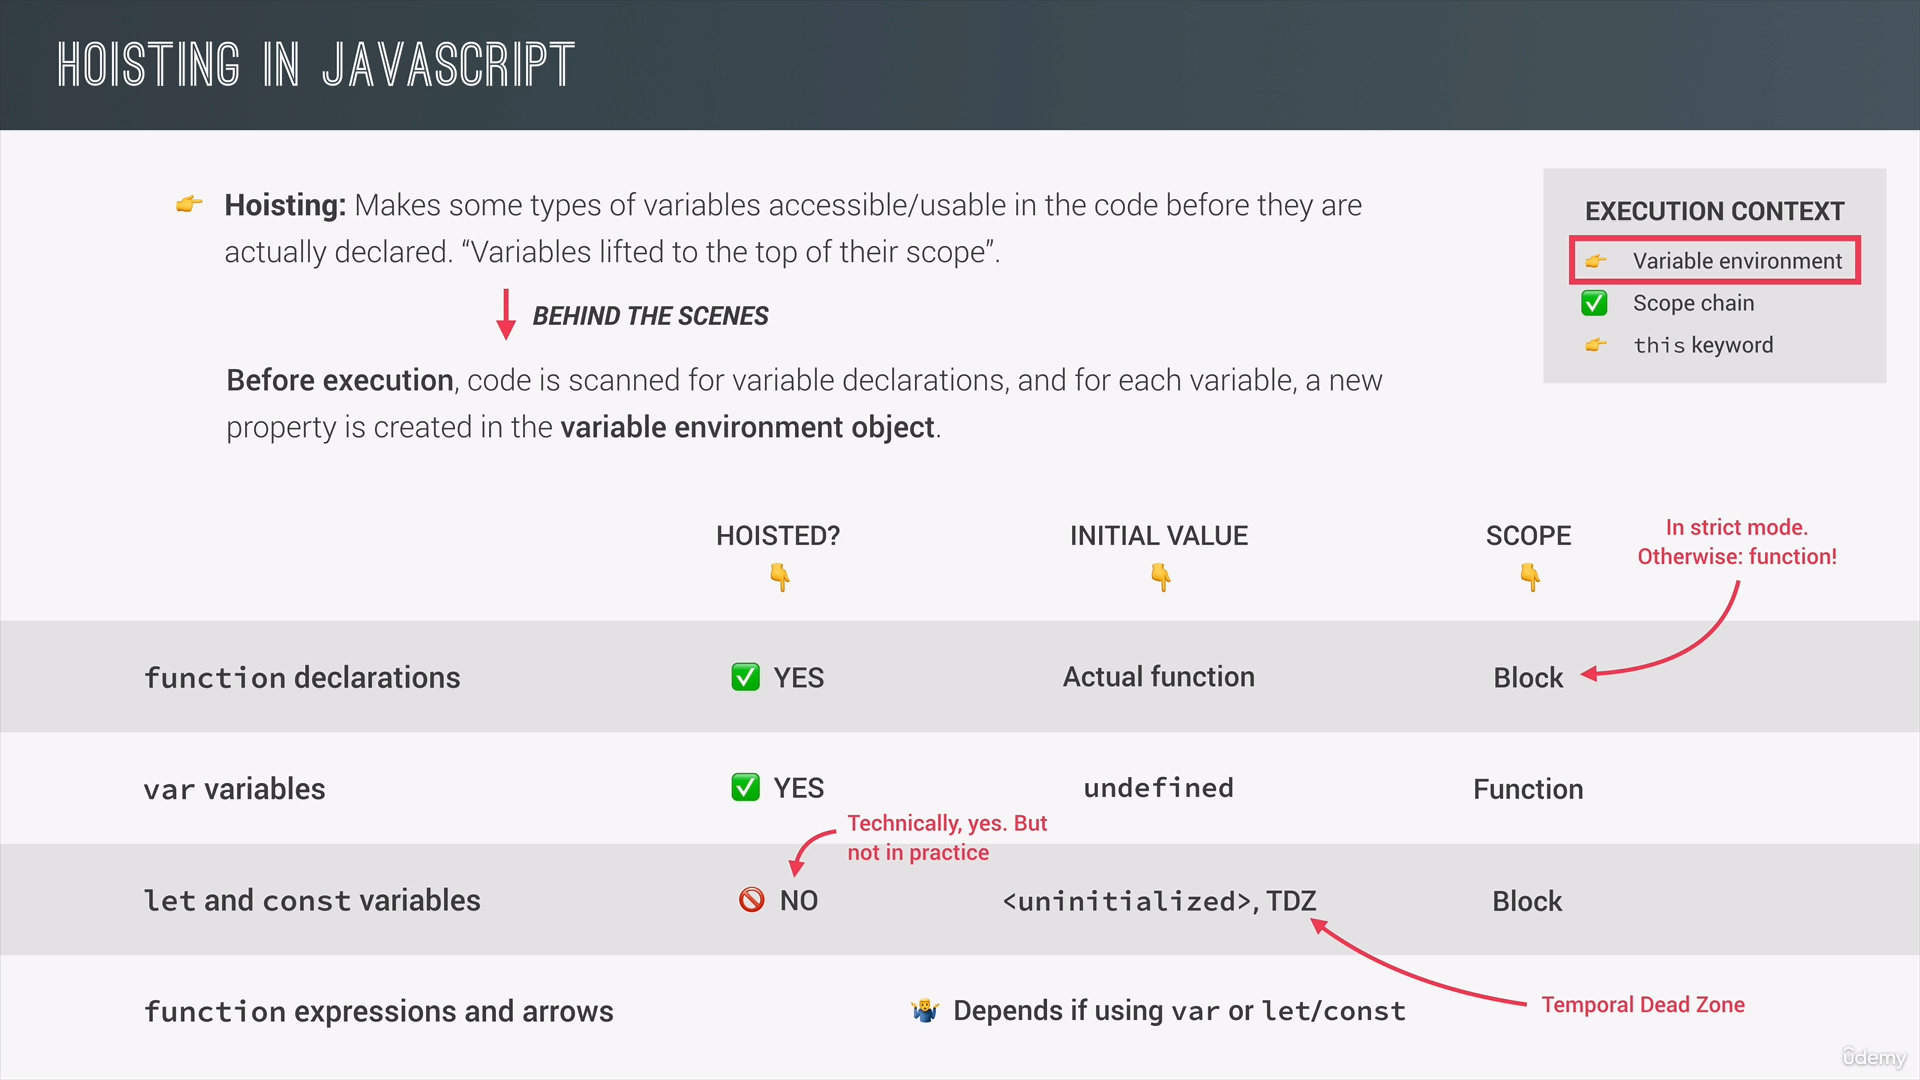 HOISTING IN JAVASCRIPT
Hoisting: Makes some types of variables accessible/usable in the code before they are
actually declared. “Variables lifted to the top of their scope”.
BEHIND THE SCENES
Before execution, code is scanned for variable declarations, and for each variable, a new
property is created in the variable environment object.
EXECUTION CONTEXT
Variable environment
Scope chain
this keyword
HOISTED?
INITIAL VALUE
SCOPE
In strict mode.
Otherwise: function!
function declarations
YES
Actual function
Block
var variables
YES
undefined
Function
Technically, yes. But
not in practice
let and const variables
NO
<uninitialized>, TDZ
Block
function expressions and arrows
Depends if using var or let/const
Temporal Dead Zone
ûdemy